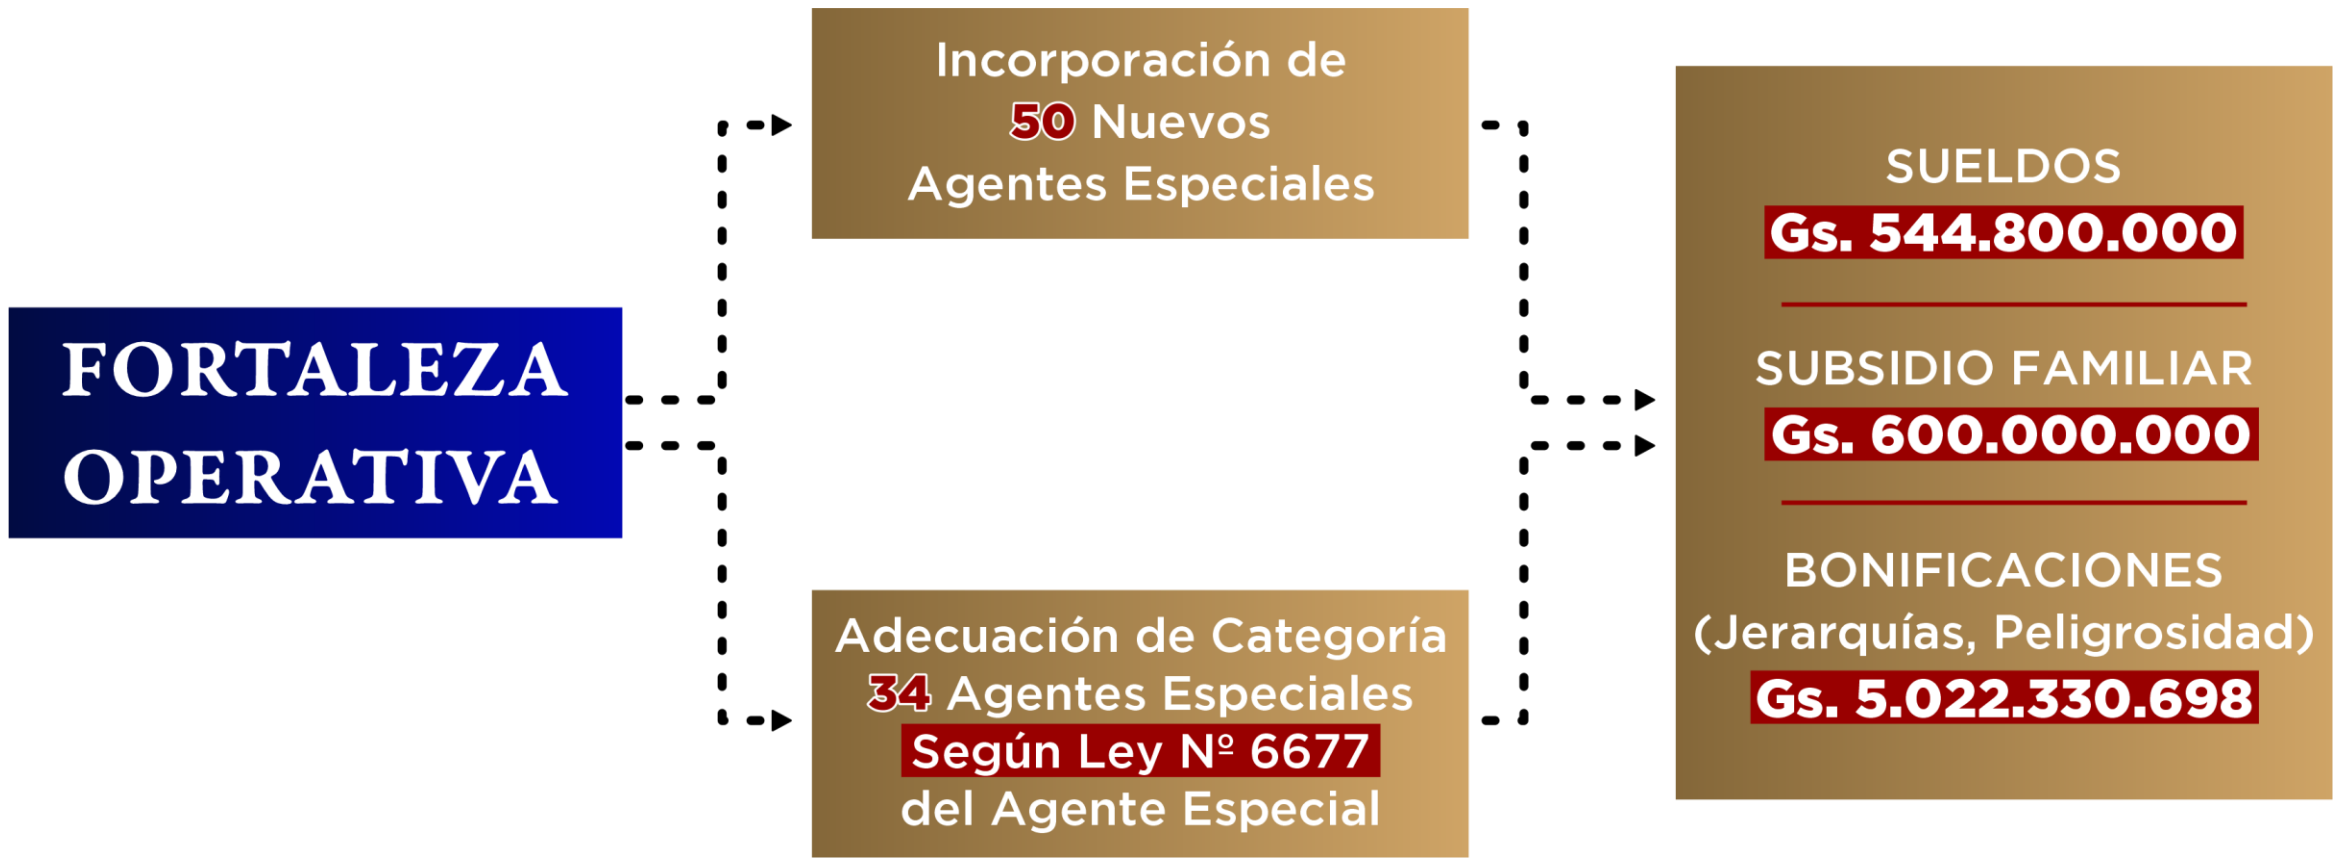 FORTALEZA
OPERATIVA
Incorporación de
50 Nuevos
Agentes Especiales
Adecuación de Categoría
34 Agentes Especiales
Según Ley Nº 6677
del Agente Especial
SUELDOS
Gs. 544.800.000
SUBSIDIO FAMILIAR
Gs. 600.000.000
BONIFICACIONES
(Jerarquías, Peligrosidad)
Gs. 5.022.330.698